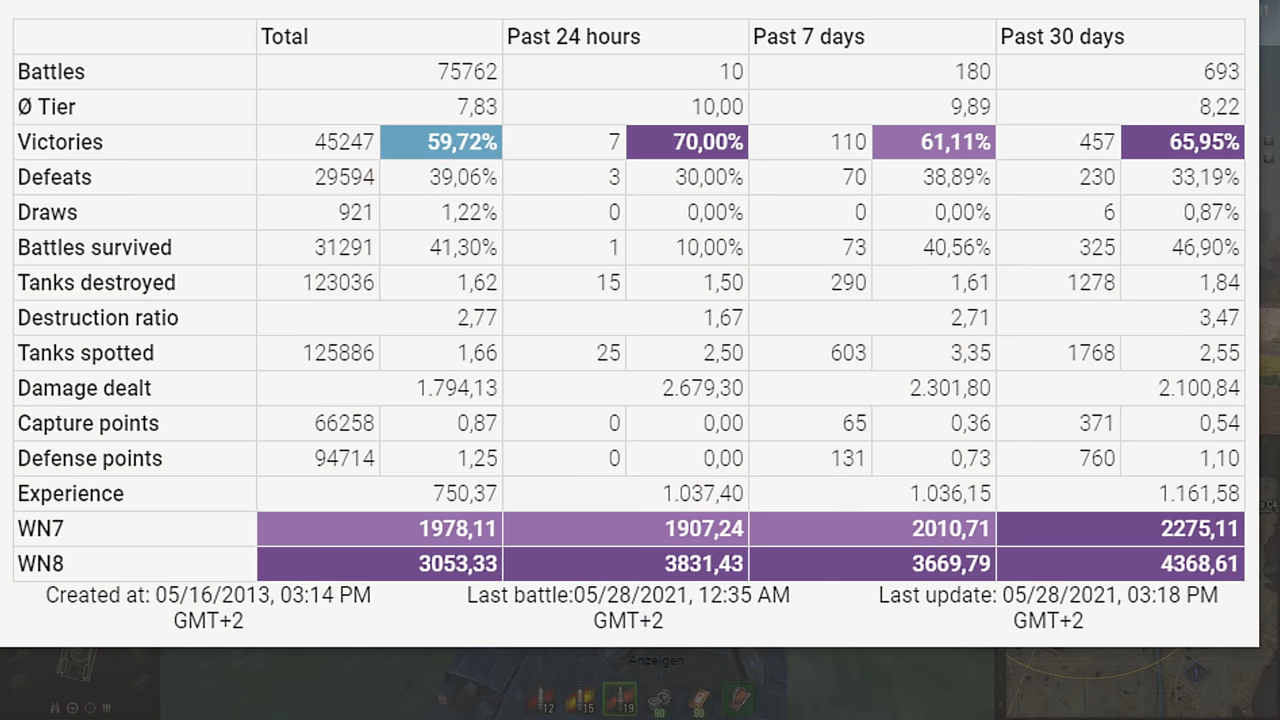 Total Past 24 hours Past 7 days Past 30 days
Battles 75762 10 180 693
Ø Tier 7,83 10,00 9,89 8,22
Victories 45247 59,72% 7 70,00% 110 61,11% 457 65,95%
Defeats 29594 39,06% 3 30,00% 70 38,89% 230 33,19%
Draws 921 1,22% 0 0,00% 0 0,00% 6 0,87%
Battles survived 31291 41,30% 1 10,00% 73 40,56% 325 46,90%
Tanks destroyed 123036 1,62 15 1,50 290 1,61 1278 1,84
Destruction ratio 2,77 1,67 2,71 3,47
Tanks spotted 125886 1,66 25 2,50 603 3,35 1768 2,55
Damage dealt 1.794,13 2.679,30 2.301,80 2.100,84
Capture points 66258 0,87 0 0,00 65 0,36 371 0,54
Defense points 94714 1,25 0 0,00 131 0,73 760 1,10
Experience 750,37 1.037,40 1.036,15 1.161,58
WN7 1978,11 1907,24 2010,71 2275,11
WN8 3053,33 3831,43 3669,79 4368,61
Created at: 05/16/2013, 03:14 PM Last battle:05/28/2021, 12:35 AM Last update: 05/28/2021, 03:18 PM
GMT+2 GMT+2 GMT+2
Anzeigen
12 15 19 90 90